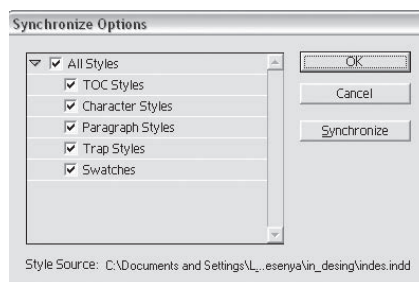 Synchronize Options
All Styles
TOC Styles
Character Styles
Paragraph Styles
Trap Styles
Swatches
OK
Cancel
Synchronize
Style Source: C:\Documents and Settings\L_..esenya\in_desing\indes.indd